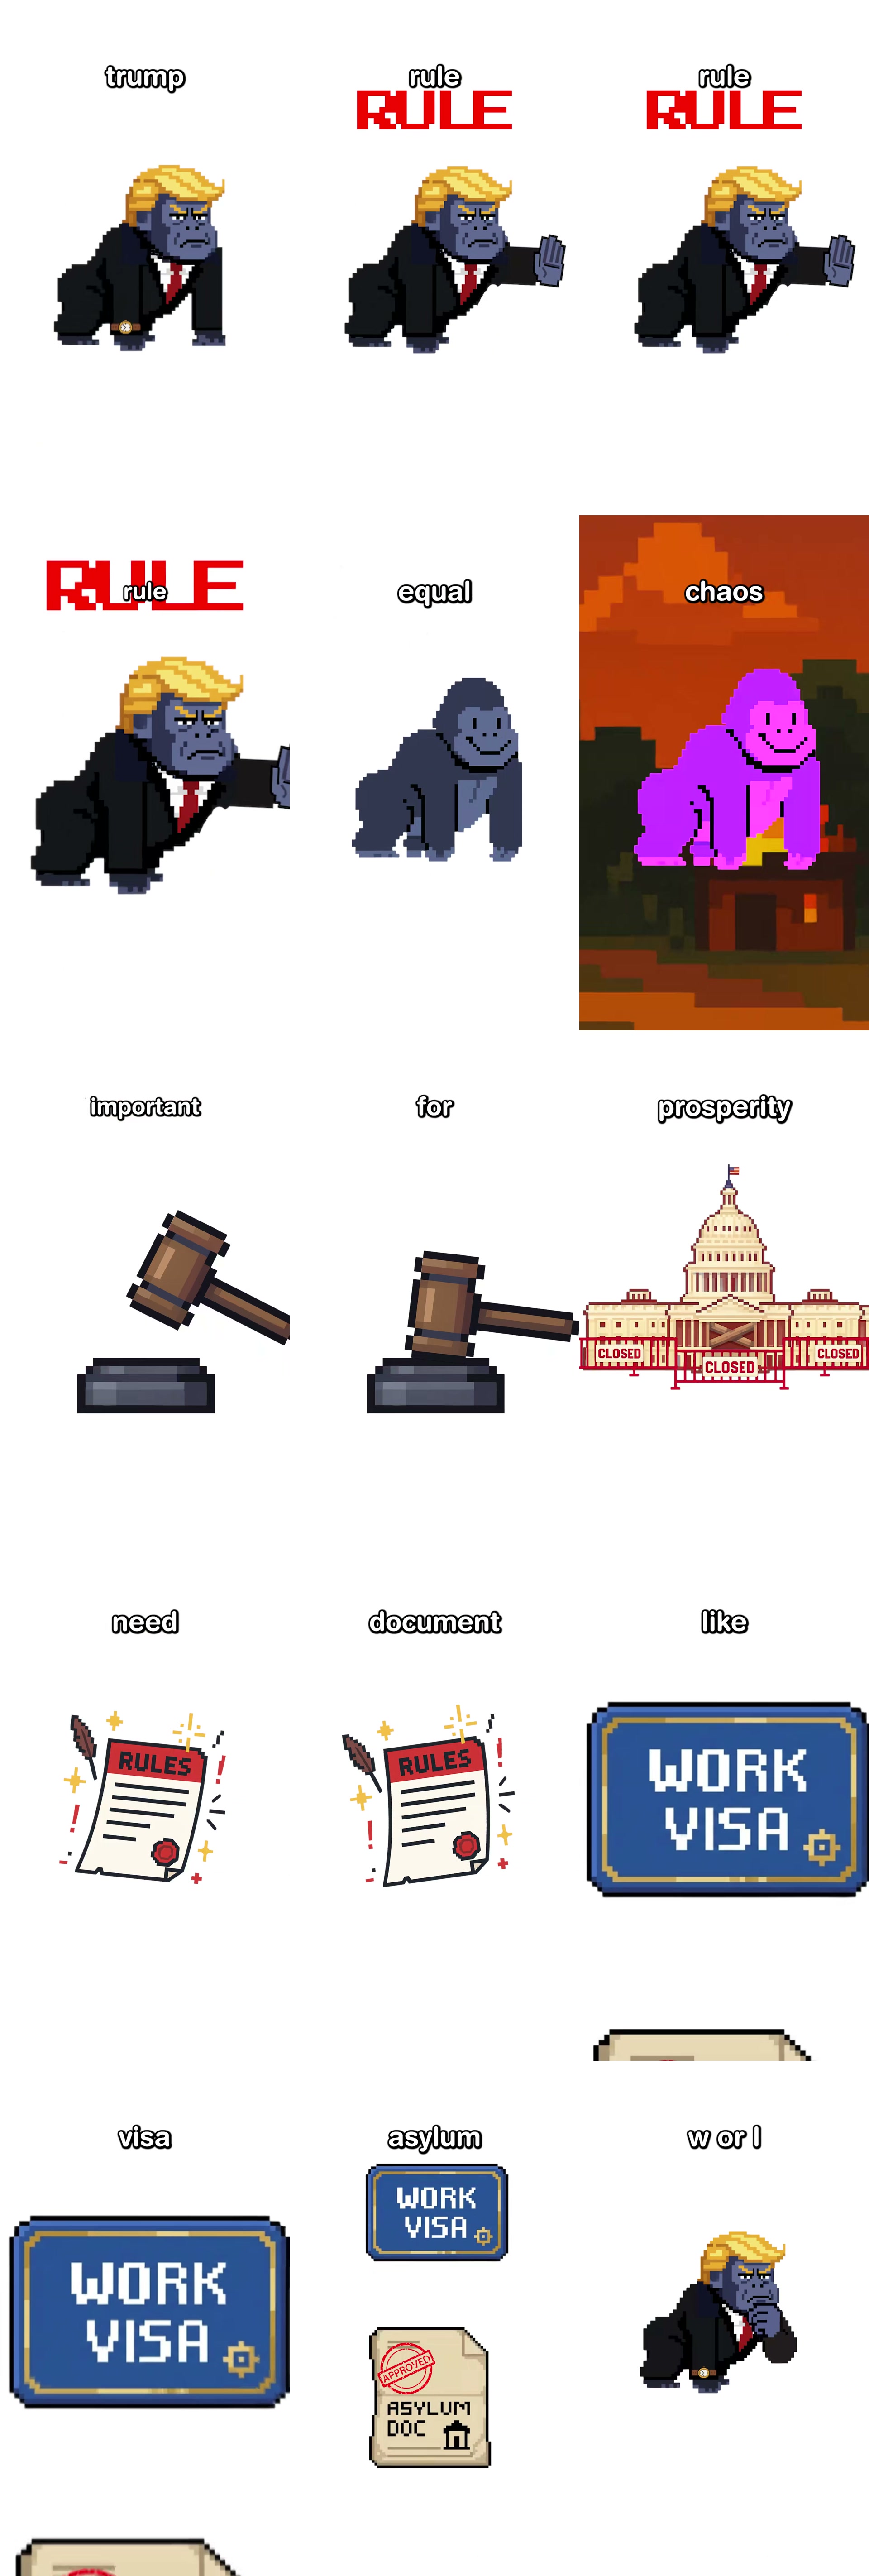 trump
rule
RULE
rule
RULE
RULE
rule
equal
chaos
important
for
prosperity
CLOSED
CLOSED
CLOSED
need
RULES
document
RULES
like
WORK
VISA
visa
WORK
VISA
asylum
WORK
VISA
APPROVED
ASYLUM
DOC
w or l